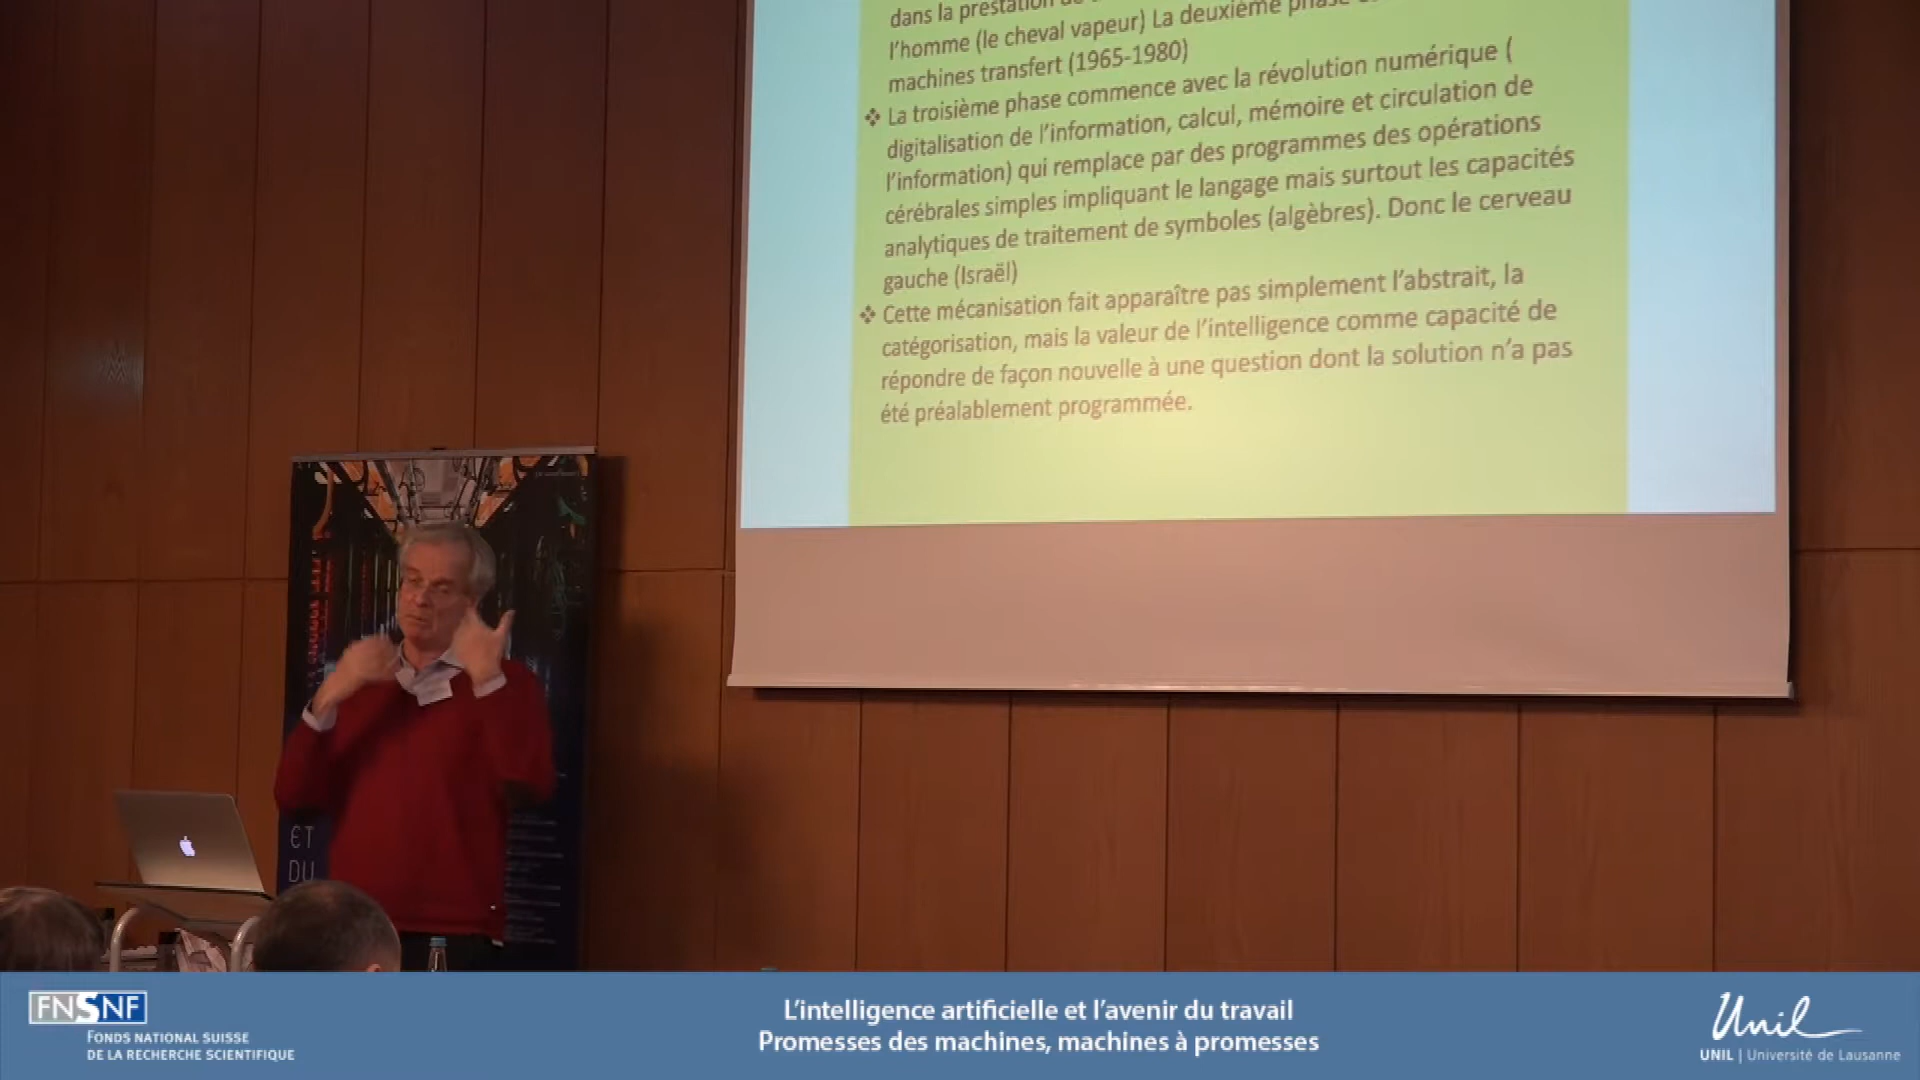 dans la prestation
l'homme (le cheval vapeur) La deuxième phase
machines transfert (1965-1980)
❖ La troisième phase commence avec la révolution numérique (
digitalisation de l'information, calcul, mémoire et circulation de
l'information) qui remplace par des programmes des opérations
cérébrales simples impliquant le langage mais surtout les capacités
analytiques de traitement de symboles (algèbres). Donc le cerveau
gauche (Israël)
❖ Cette mécanisation fait apparaître pas simplement l'abstrait, la
catégorisation, mais la valeur de l'intelligence comme capacité de
répondre de façon nouvelle à une question dont la solution n'a pas
été préalablement programmée.
ET
DU
FNSNF
FONDS NATIONAL SUISSE
DE LA RECHERCHE SCIENTIFIQUE
L'intelligence artificielle et l'avenir du travail
Promesses des machines, machines à promesses
Unil
UNIL | Université de Lausanne